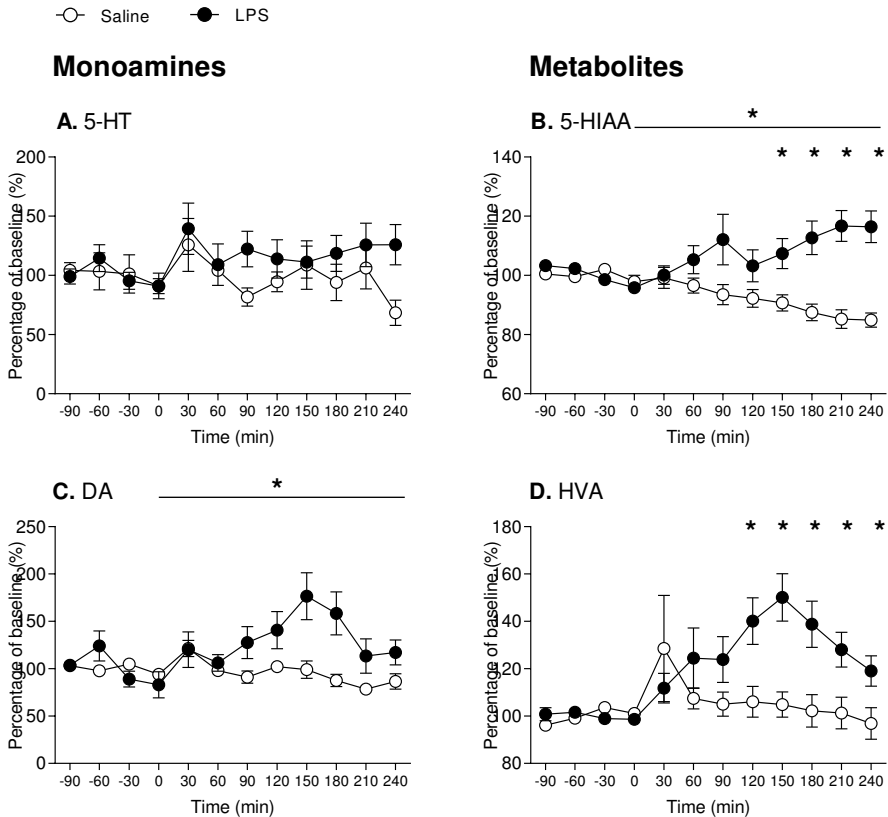 Saline LPS
Monoamines Metabolites
A. 5-HT
200
150
100
50
0
Percentage of baseline (%)
-90 -60 -30 0 30 60 90 120 150 180 210 240
Time (min)
B. 5-HIAA *
* * * *
140
120
100
80
60
Percentage of baseline (%)
-90 -60 -30 0 30 60 90 120 150 180 210 240
Time (min)
C. DA *
250
200
150
100
50
0
Percentage of baseline (%)
-90 -60 -30 0 30 60 90 120 150 180 210 240
Time (min)
D. HVA
* * * * *
180
160
140
120
100
80
Percentage of baseline (%)
-90 -60 -30 0 30 60 90 120 150 180 210 240
Time (min)